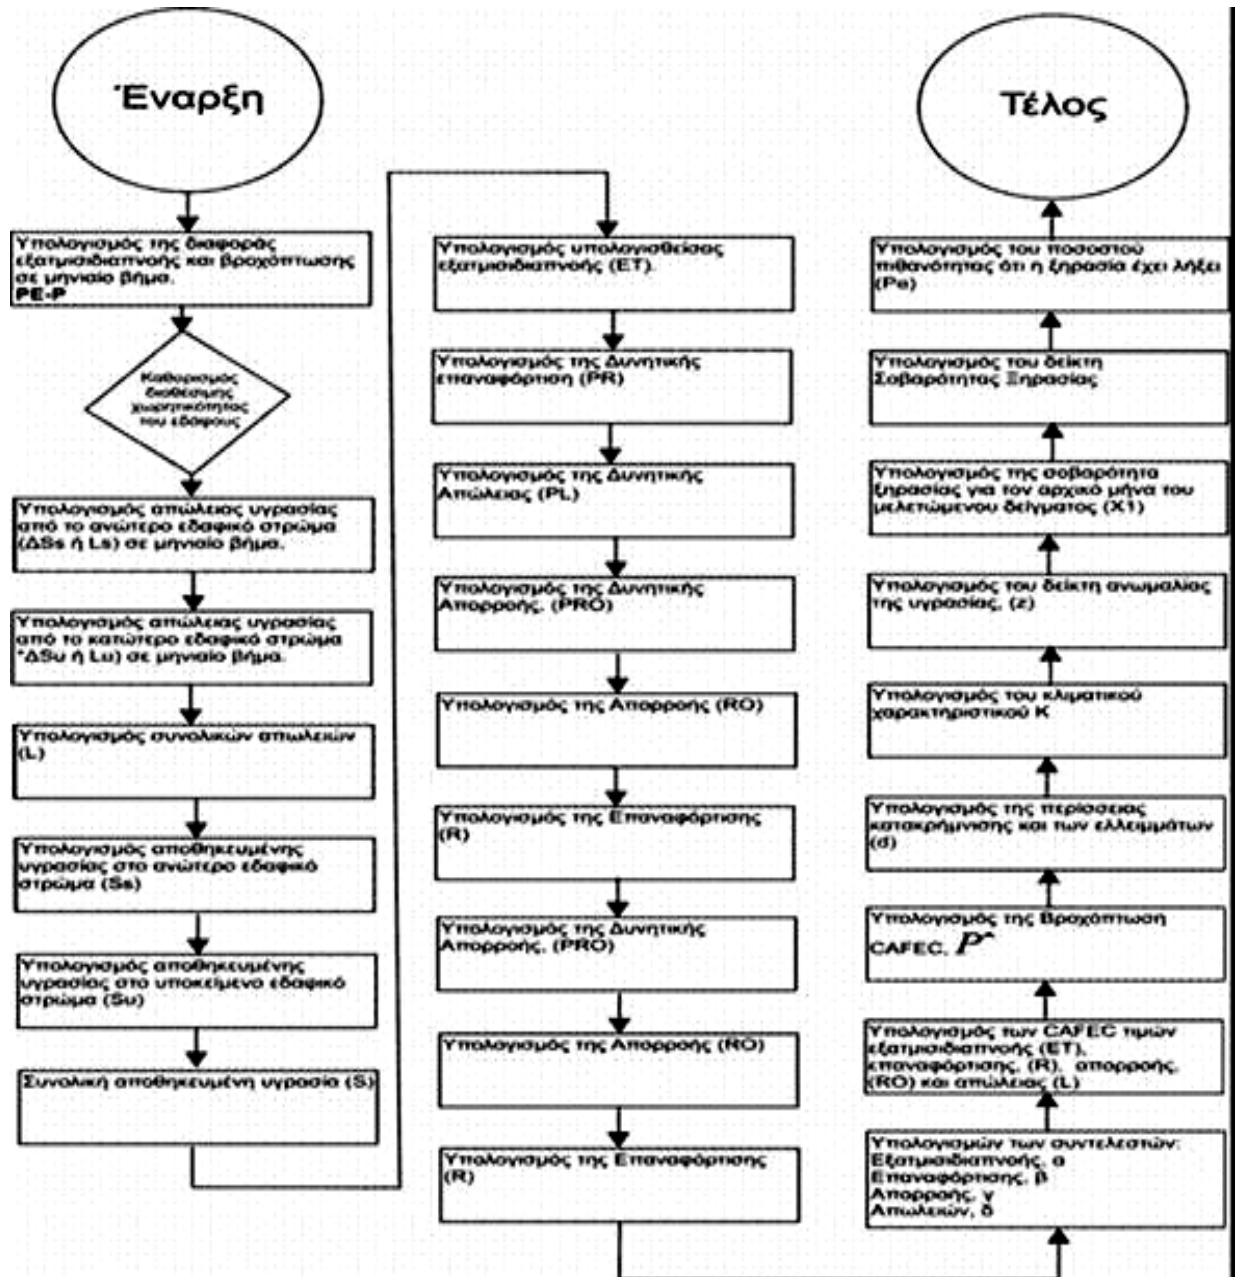 Έναρξη
Υπολογισμός της διαφοράς
εξατμισιδιαπνοής και βροχόπτωσης
σε μηνιαίο βήμα.
PE-P
Καθορισμός
διαθέσιμης
χωρητικότητας
του εδάφους
Υπολογισμός απώλειας υγρασίας
από το ανώτερο εδαφικό στρώμα
(ΔSs ή Ls) σε μηνιαίο βήμα.
Υπολογισμός απώλειας υγρασίας
από το κατώτερο εδαφικό στρώμα
*ΔSu ή Lu) σε μηνιαίο βήμα.
Υπολογισμός συνολικών απωλειών
(L)
Υπολογισμός αποθηκευμένης
υγρασίας στο ανώτερο εδαφικό
στρώμα (Ss)
Υπολογισμός αποθηκευμένης
υγρασίας στο υποκείμενο εδαφικό
στρώμα (Su)
Συνολική αποθηκευμένη υγρασία (S)
Υπολογισμός υπολογισθείσας
εξατμισιδιαπνοής (ET).
Υπολογισμός της Δυνητικής
επαναφόρτιση (PR)
Υπολογισμός της Δυνητικής
Απώλειας (PL)
Υπολογισμός της Δυνητικής
Απορροής, (PRO)
Υπολογισμός της Απορροής (RO)
Υπολογισμός της Επαναφόρτισης
(R)
Υπολογισμός της Δυνητικής
Απορροής, (PRO)
Υπολογισμός της Απορροής (RO)
Υπολογισμός της Επαναφόρτισης
(R)
Τέλος
Υπολογισμός του ποσοστού
πιθανότητας ότι η ξηρασία έχει λήξει
(Pe)
Υπολογισμός του δείκτη
Σοβαρότητας Ξηρασίας
Υπολογισμός της σοβαρότητα
ξηρασίας για τον αρχικό μήνα του
μελετώμενου δείγματος (X1)
Υπολογισμός του δείκτη ανωμαλίας
της υγρασίας, (z)
Υπολογισμός του κλιματικού
χαρακτηριστικού K
Υπολογισμός της περίσσειας
κατακρήμνισης και των ελλειμμάτων
(d)
Υπολογισμός της Βροχόπτωση
CAFEC, P^
Υπολογισμός των CAFEC τιμών
εξατμισιδιαπνοής (ET),
επαναφόρτισης, (R), απορροής,
(RO) και απώλειας (L)
Υπολογισμών των συντελεστών:
Εξατμισιδιαπνοής, α
Επαναφόρτισης, β
Απορροής, γ
Απωλειών, δ